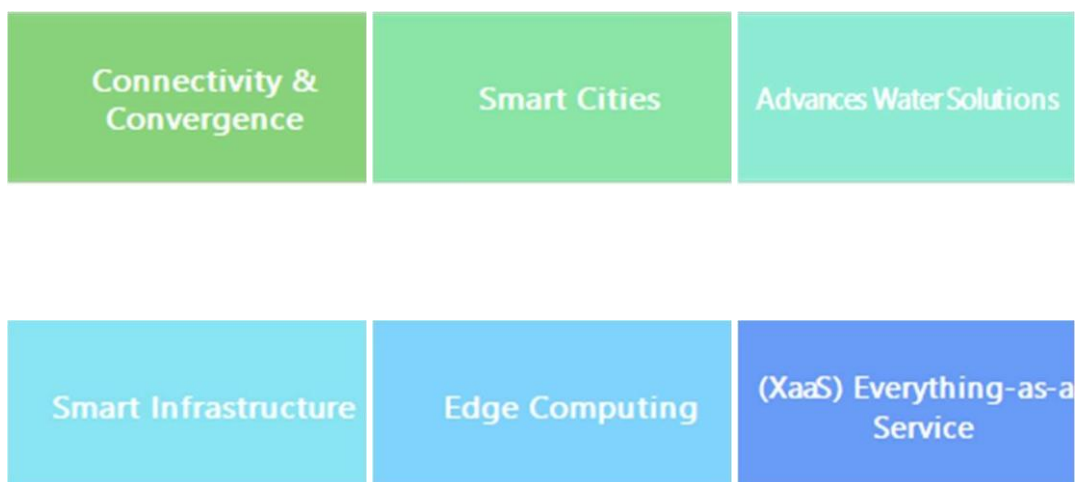 Connectivity &
Convergence
Smart Cities
Advances Water Solutions
Smart Infrastructure
Edge Computing
(XaaS) Everything-as-a
Service